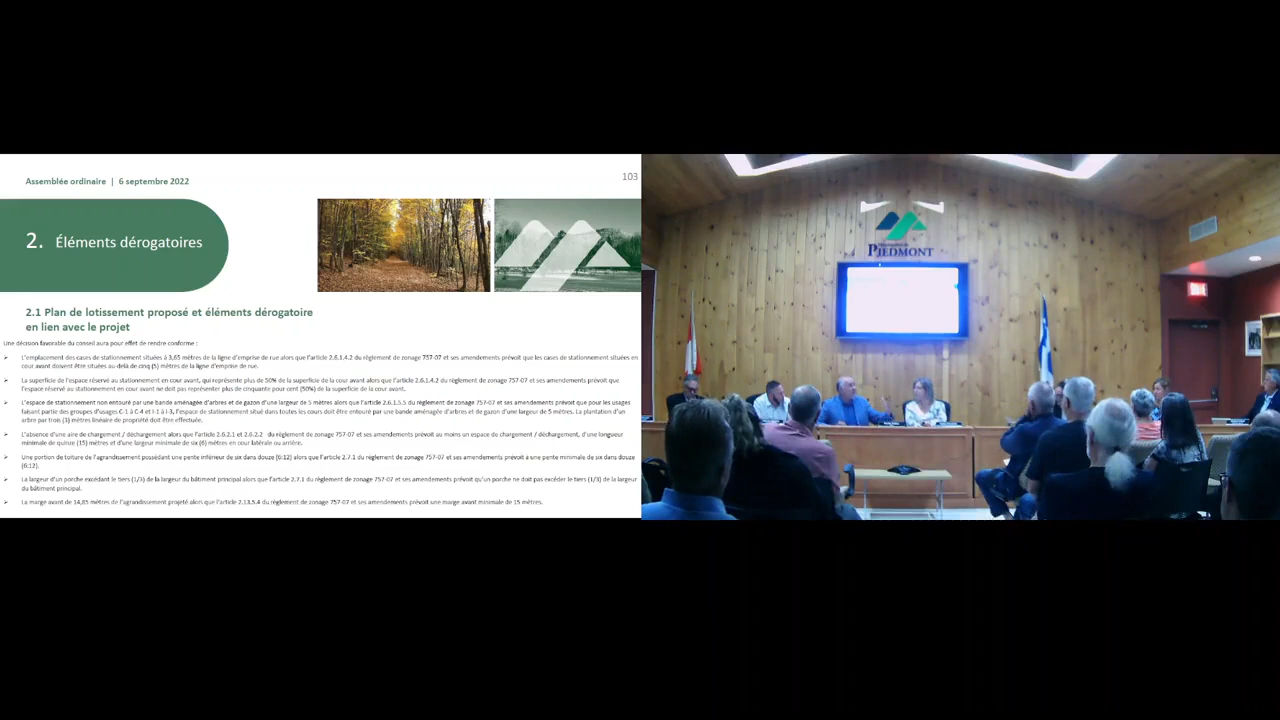 Assemblée ordinaire | 6 septembre 2022
103
2. Éléments dérogatoires
2.1 Plan de lotissement proposé et éléments dérogatoire
en lien avec le projet
Une décision favorable du conseil aura pour effet de rendre conforme :
➢ L'emplacement des cases de stationnement situées à 3,65 mètres de la ligne d'emprise de rue alors que l'article 2.6.1.4.2 du règlement de zonage 757-07 et ses amendements prévoit que les cases de stationnement situées en
cour avant doivent être situées au-delà de cinq (5) mètres de la ligne d'emprise de rue.
➢ La superficie de l'espace réservé au stationnement en cour avant, qui représente plus de 50% de la superficie de la cour avant alors que l'article 2.6.1.4.2 du règlement de zonage 757-07 et ses amendements prévoit que
l'espace réservé au stationnement en cour avant ne doit pas représenter plus de cinquante pour cent (50%) de la superficie de la cour avant.
➢ L'espace de stationnement non entouré par une bande aménagée d'arbres et de gazon d'une largeur de 5 mètres alors que l'article 2.6.1.5.5 du règlement de zonage 757-07 et ses amendements prévoit que pour les usages
faisant partie des groupes d'usages C-1 à C-4 et I-1 à I-3, l'espace de stationnement situé dans toutes les cours doit être entouré par une bande aménagée d'arbres et de gazon d'une largeur de 5 mètres. La plantation d'un
arbre par trois (3) mètres linéaire de propriété doit être effectuée.
➢ L'absence d'une aire de chargement / déchargement alors que l'article 2.6.2.1 et 2.6.2.2 du règlement de zonage 757-07 et ses amendements prévoit au moins un espace de chargement / déchargement, d'une longueur
minimale de quinze (15) mètres et d'une largeur minimale de six (6) mètres en cour latérale ou arrière.
➢ Une portion de toiture de l'agrandissement possédant une pente inférieur de six dans douze (6:12) alors que l'article 2.7.1 du règlement de zonage 757-07 et ses amendements prévoit à une pente minimale de six dans douze
(6:12).
➢ La largeur d'un porche excédant le tiers (1/3) de la largeur du bâtiment principal alors que l'article 2.7.1 du règlement de zonage 757-07 et ses amendements prévoit qu'un porche ne doit pas excéder le tiers (1/3) de la largeur
du bâtiment principal.
➢ La marge avant de 14,85 mètres de l'agrandissement projeté alors que l'article 2.13.5.4 du règlement de zonage 757-07 et ses amendements prévoit une marge avant minimale de 15 mètres.
PIEDMONT